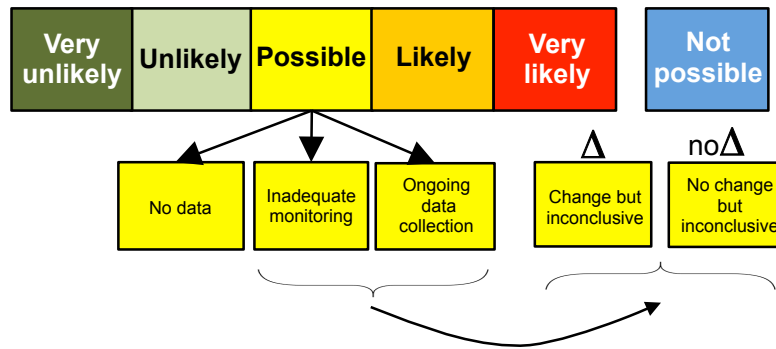 Very
unlikely
Unlikely
Possible
Likely
Very
likely
Not
possible
Δ
noΔ
No data
Inadequate
monitoring
Ongoing
data
collection
Change but
inconclusive
No change
but
inconclusive